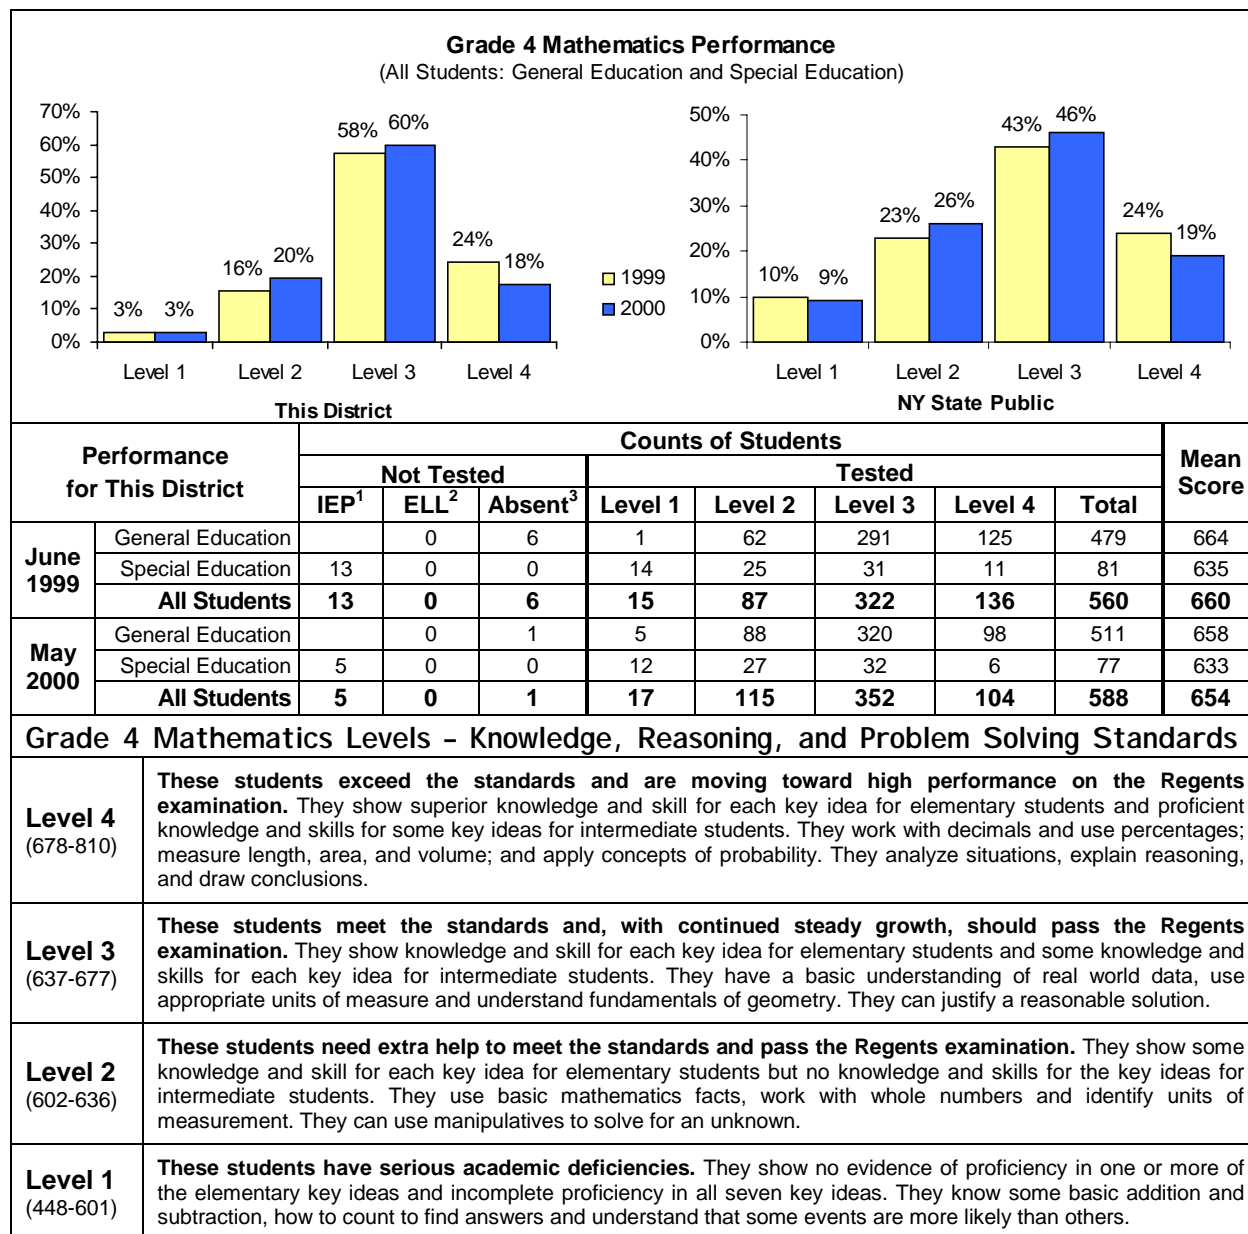 Grade 4 Mathematics Performance
(All Students: General Education and Special Education)
70%
60%
50%
40%
30%
20%
10%
0%
3% 3%
16% 20%
58% 60%
24% 18%
Level 1 Level 2 Level 3 Level 4
This District
1999
2000
50%
40%
30%
20%
10%
0%
10% 9%
23% 26%
43% 46%
24% 19%
Level 1 Level 2 Level 3 Level 4
NY State Public
Performance for This District
Counts of Students
Mean Score
Not Tested Tested
IEP1 ELL2 Absent3 Level 1 Level 2 Level 3 Level 4 Total
June 1999
General Education 0 6 1 62 291 125 479 664
Special Education 13 0 0 14 25 31 11 81 635
All Students 13 0 6 15 87 322 136 560 660
May 2000
General Education 0 1 5 88 320 98 511 658
Special Education 5 0 0 12 27 32 6 77 633
All Students 5 0 1 17 115 352 104 588 654
Grade 4 Mathematics Levels – Knowledge, Reasoning, and Problem Solving Standards
Level 4
(678-810)
These students exceed the standards and are moving toward high performance on the Regents
examination. They show superior knowledge and skill for each key idea for elementary students and proficient
knowledge and skills for some key ideas for intermediate students. They work with decimals and use percentages;
measure length, area, and volume; and apply concepts of probability. They analyze situations, explain reasoning,
and draw conclusions.
Level 3
(637-677)
These students meet the standards and, with continued steady growth, should pass the Regents
examination. They show knowledge and skill for each key idea for elementary students and some knowledge and
skills for each key idea for intermediate students. They have a basic understanding of real world data, use
appropriate units of measure and understand fundamentals of geometry. They can justify a reasonable solution.
Level 2
(602-636)
These students need extra help to meet the standards and pass the Regents examination. They show some
knowledge and skill for each key idea for elementary students but no knowledge and skills for the key ideas for
intermediate students. They use basic mathematics facts, work with whole numbers and identify units of
measurement. They can use manipulatives to solve for an unknown.
Level 1
(448-601)
These students have serious academic deficiencies. They show no evidence of proficiency in one or more of
the elementary key ideas and incomplete proficiency in all seven key ideas. They know some basic addition and
subtraction, how to count to find answers and understand that some events are more likely than others.